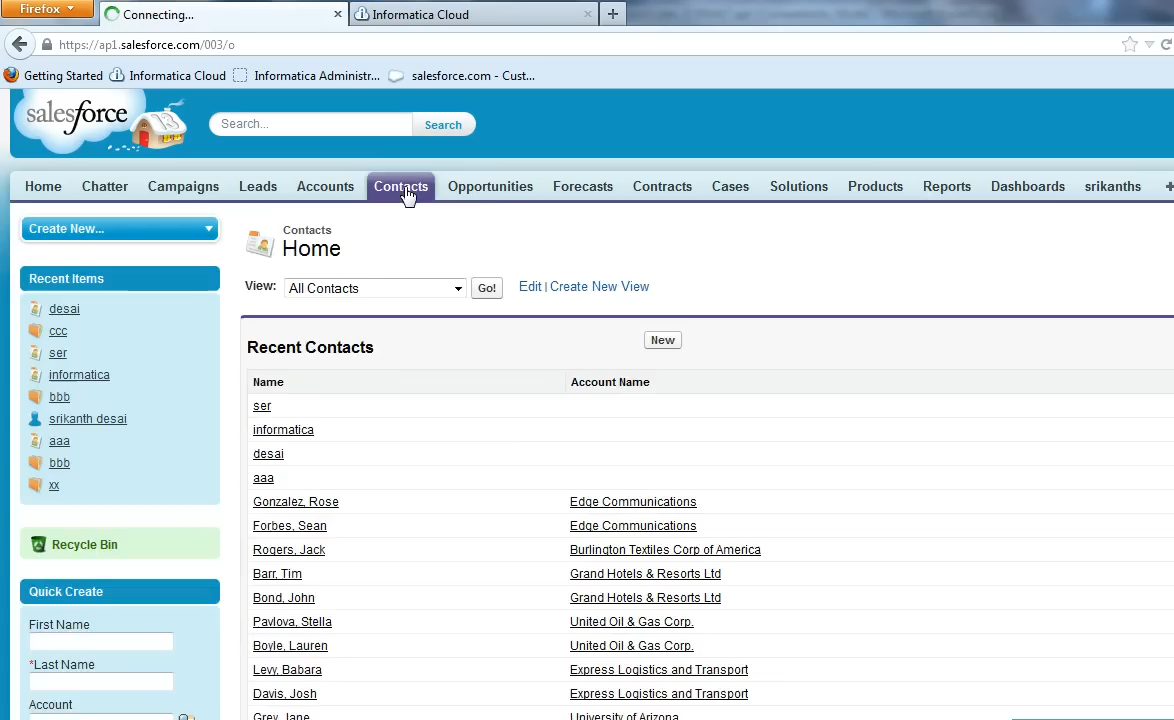 Firefox
Connecting...
Informatica Cloud
https://ap1.salesforce.com/003/o
Getting Started
Informatica Cloud
Informatica Administr...
salesforce.com - Cust...
salesforce
Search...
Search
Home
Chatter
Campaigns
Leads
Accounts
Contacts
Opportunities
Forecasts
Contracts
Cases
Solutions
Products
Reports
Dashboards
srikanths
Create New...
Recent Items
desai
ccc
ser
informatica
bbb
srikanth desai
aaa
bbb
xx
Recycle Bin
Quick Create
First Name
*Last Name
Account
Contacts
Home
View: All Contacts Go! Edit | Create New View
Recent Contacts New
Name Account Name
ser
informatica
desai
aaa
Gonzalez, Rose Edge Communications
Forbes, Sean Edge Communications
Rogers, Jack Burlington Textiles Corp of America
Barr, Tim Grand Hotels & Resorts Ltd
Bond, John Grand Hotels & Resorts Ltd
Pavlova, Stella United Oil & Gas Corp.
Boyle, Lauren United Oil & Gas Corp.
Levy, Babara Express Logistics and Transport
Davis, Josh Express Logistics and Transport
Grey, Jane University of Arizona